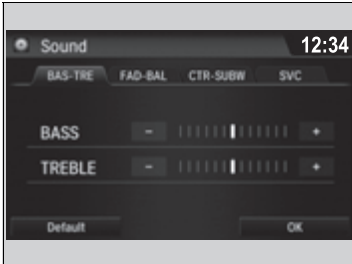 Sound 12:34
BAS-TRE FAD-BAL CTR-SUBW SVC
BASS - +
TREBLE - +
Default OK